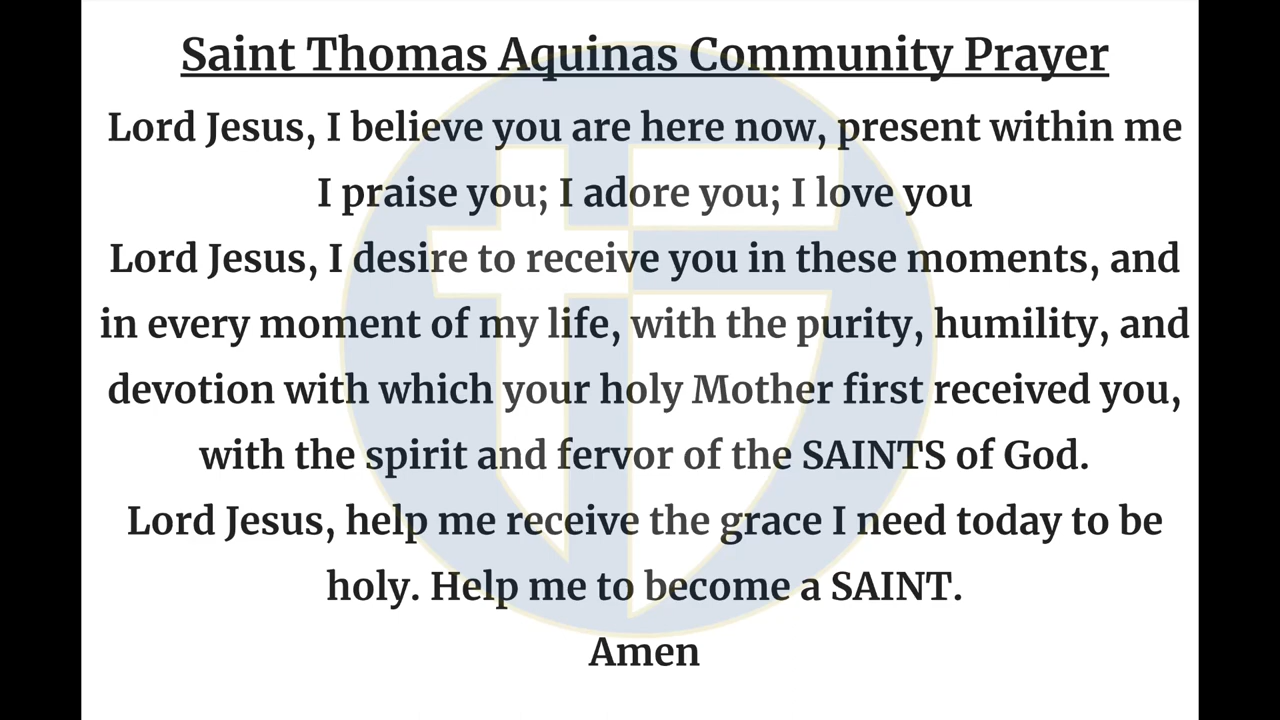 Saint Thomas Aquinas Community Prayer
Lord Jesus, I believe you are here now, present within me
I praise you; I adore you; I love you
Lord Jesus, I desire to receive you in these moments, and
in every moment of my life, with the purity, humility, and
devotion with which your holy Mother first received you,
with the spirit and fervor of the SAINTS of God.
Lord Jesus, help me receive the grace I need today to be
holy. Help me to become a SAINT.
Amen